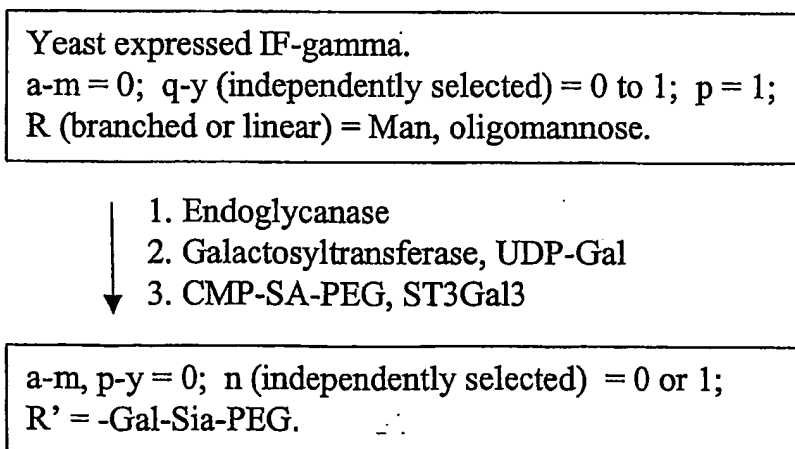 Yeast expressed IF-gamma.
a-m = 0; q-y (independently selected) = 0 to 1; p = 1;
R (branched or linear) = Man, oligomannose.
1. Endoglycanase
2. Galactosyltransferase, UDP-Gal
3. CMP-SA-PEG, ST3Gal3
a-m, p-y = 0; n (independently selected) = 0 or 1;
R’ = -Gal-Sia-PEG.